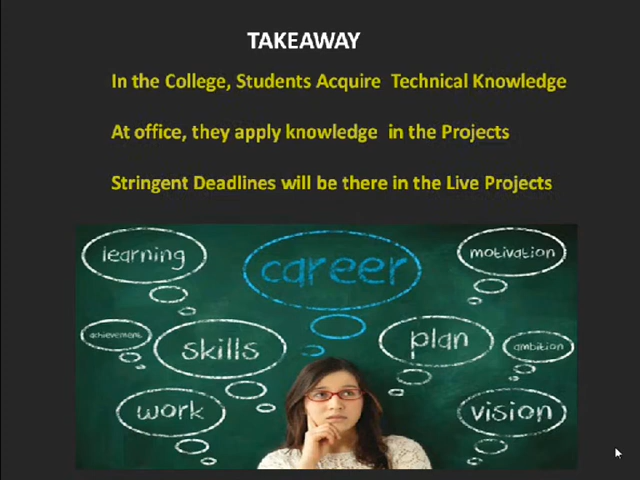 TAKEAWAY
In the College, Students Acquire Technical Knowledge
At office, they apply knowledge in the Projects
Stringent Deadlines will be there in the Live Projects
learning
career
motivation
achievement
skills
plan
ambition
work
vision